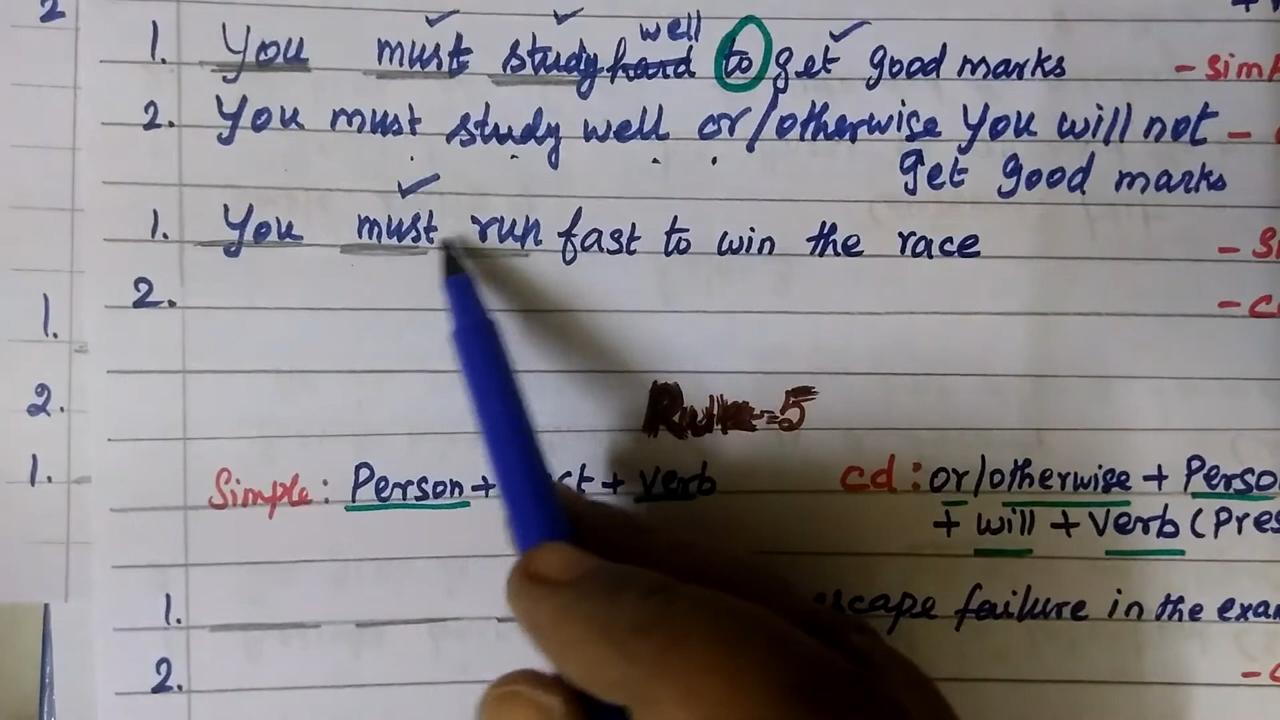 2
1. You must study hard well to get good marks - sim
2. You must study well or/otherwise you will not -
get good marks
1. You must run fast to win the race - S
2. - C
1.
2. Rule-5
1. Simple: Person + + verb cd: or/otherwise + Perso
+ will + verb (Pres
1. escape failure in the exa
2.